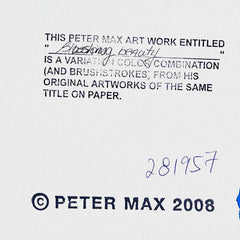 THIS PETER MAX ART WORK ENTITLED
"Blushing beauty"
IS A VARIATION COLOR COMBINATION
(AND BRUSHSTROKES) FROM HIS
ORIGINAL ARTWORKS OF THE SAME
TITLE ON PAPER.
281957
© PETER MAX 2008